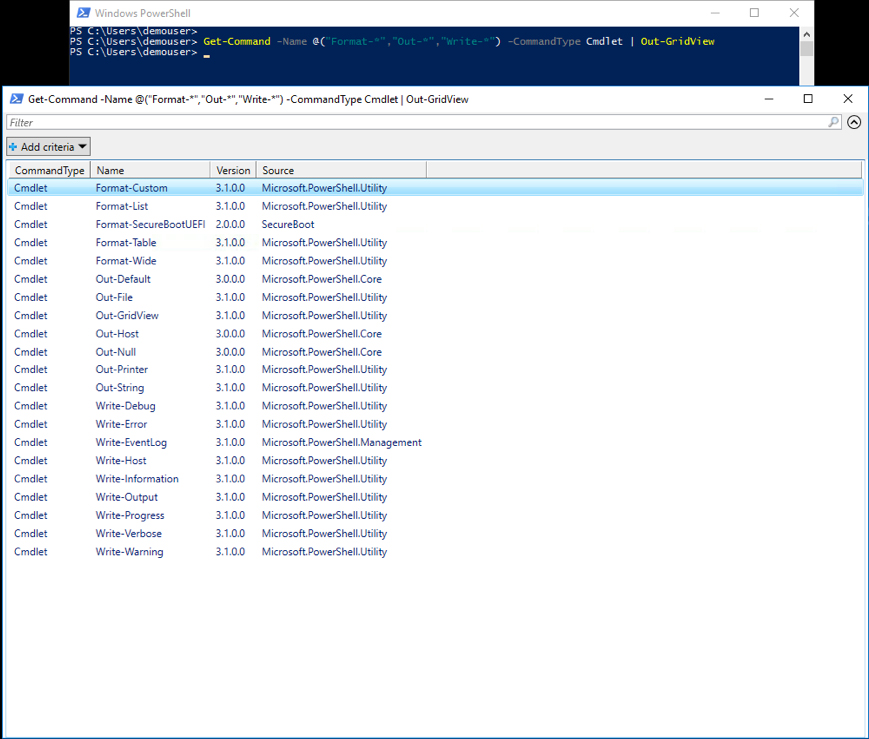 Windows PowerShell
PS C:\Users\demouser>
PS C:\Users\demouser> Get-Command -Name @("Format-*","Out-*","Write-*") -CommandType Cmdlet | Out-GridView
PS C:\Users\demouser> _
Get-Command -Name @("Format-*","Out-*","Write-*") -CommandType Cmdlet | Out-GridView
Filter
Add criteria
CommandType Name Version Source
Cmdlet Format-Custom 3.1.0.0 Microsoft.PowerShell.Utility
Cmdlet Format-List 3.1.0.0 Microsoft.PowerShell.Utility
Cmdlet Format-SecureBootUEFI 2.0.0.0 SecureBoot
Cmdlet Format-Table 3.1.0.0 Microsoft.PowerShell.Utility
Cmdlet Format-Wide 3.1.0.0 Microsoft.PowerShell.Utility
Cmdlet Out-Default 3.0.0.0 Microsoft.PowerShell.Core
Cmdlet Out-File 3.1.0.0 Microsoft.PowerShell.Utility
Cmdlet Out-GridView 3.1.0.0 Microsoft.PowerShell.Utility
Cmdlet Out-Host 3.0.0.0 Microsoft.PowerShell.Core
Cmdlet Out-Null 3.0.0.0 Microsoft.PowerShell.Core
Cmdlet Out-Printer 3.1.0.0 Microsoft.PowerShell.Utility
Cmdlet Out-String 3.1.0.0 Microsoft.PowerShell.Utility
Cmdlet Write-Debug 3.1.0.0 Microsoft.PowerShell.Utility
Cmdlet Write-Error 3.1.0.0 Microsoft.PowerShell.Utility
Cmdlet Write-EventLog 3.1.0.0 Microsoft.PowerShell.Management
Cmdlet Write-Host 3.1.0.0 Microsoft.PowerShell.Utility
Cmdlet Write-Information 3.1.0.0 Microsoft.PowerShell.Utility
Cmdlet Write-Output 3.1.0.0 Microsoft.PowerShell.Utility
Cmdlet Write-Progress 3.1.0.0 Microsoft.PowerShell.Utility
Cmdlet Write-Verbose 3.1.0.0 Microsoft.PowerShell.Utility
Cmdlet Write-Warning 3.1.0.0 Microsoft.PowerShell.Utility